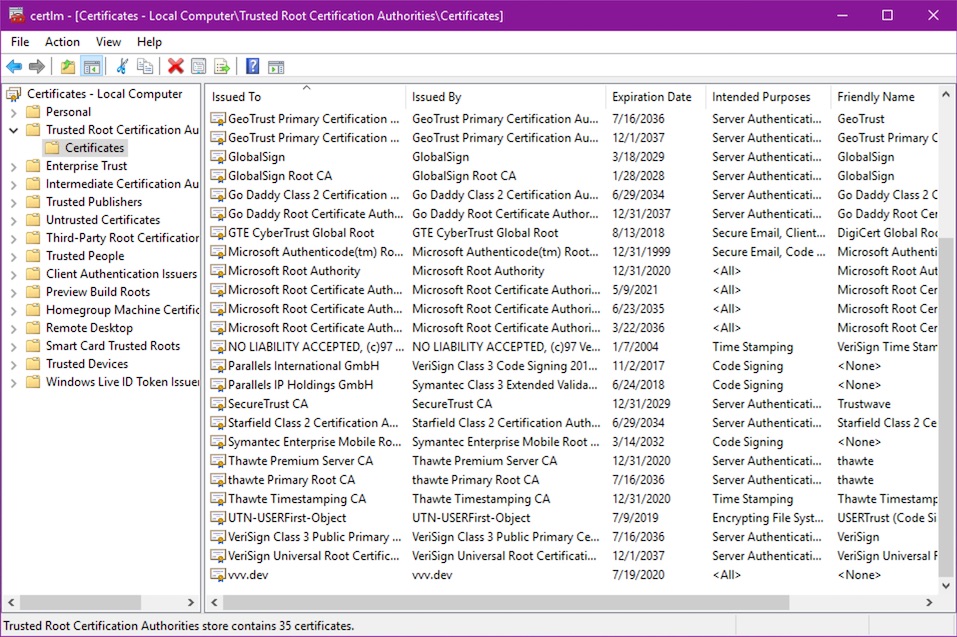 certlm - [Certificates - Local Computer\Trusted Root Certification Authorities\Certificates]
File Action View Help
Certificates - Local Computer
Personal
Trusted Root Certification Au
Certificates
Enterprise Trust
Intermediate Certification Au
Trusted Publishers
Untrusted Certificates
Third-Party Root Certification
Trusted People
Client Authentication Issuers
Preview Build Roots
Homegroup Machine Certific
Remote Desktop
Smart Card Trusted Roots
Trusted Devices
Windows Live ID Token Issuer
Issued To Issued By Expiration Date Intended Purposes Friendly Name
GeoTrust Primary Certification ... GeoTrust Primary Certification Au... 7/16/2036 Server Authenticati... GeoTrust
GeoTrust Primary Certification ... GeoTrust Primary Certification Au... 12/1/2037 Server Authenticati... GeoTrust Primary C
GlobalSign GlobalSign 3/18/2029 Server Authenticati... GlobalSign
GlobalSign Root CA GlobalSign Root CA 1/28/2028 Server Authenticati... GlobalSign
Go Daddy Class 2 Certification ... Go Daddy Class 2 Certification Au... 6/29/2034 Server Authenticati... Go Daddy Class 2 C
Go Daddy Root Certificate Auth... Go Daddy Root Certificate Author... 12/31/2037 Server Authenticati... Go Daddy Root Cer
GTE CyberTrust Global Root GTE CyberTrust Global Root 8/13/2018 Secure Email, Client... DigiCert Global Roo
Microsoft Authenticode(tm) Ro... Microsoft Authenticode(tm) Root... 12/31/1999 Secure Email, Code ... Microsoft Authenti
Microsoft Root Authority Microsoft Root Authority 12/31/2020 <All> Microsoft Root Aut
Microsoft Root Certificate Auth... Microsoft Root Certificate Authori... 5/9/2021 <All> Microsoft Root Cer
Microsoft Root Certificate Auth... Microsoft Root Certificate Authori... 6/23/2035 <All> Microsoft Root Cer
Microsoft Root Certificate Auth... Microsoft Root Certificate Authori... 3/22/2036 <All> Microsoft Root Cer
NO LIABILITY ACCEPTED, (c)97 ... NO LIABILITY ACCEPTED, (c)97 Ve... 1/7/2004 Time Stamping VeriSign Time Stam
Parallels International GmbH VeriSign Class 3 Code Signing 201... 11/2/2017 Code Signing <None>
Parallels IP Holdings GmbH Symantec Class 3 Extended Valida... 6/24/2018 Code Signing <None>
SecureTrust CA SecureTrust CA 12/31/2029 Server Authenticati... Trustwave
Starfield Class 2 Certification A... Starfield Class 2 Certification Auth... 6/29/2034 Server Authenticati... Starfield Class 2 Ce
Symantec Enterprise Mobile Ro... Symantec Enterprise Mobile Root ... 3/14/2032 Code Signing <None>
Thawte Premium Server CA Thawte Premium Server CA 12/31/2020 Server Authenticati... thawte
thawte Primary Root CA thawte Primary Root CA 7/16/2036 Server Authenticati... thawte
Thawte Timestamping CA Thawte Timestamping CA 12/31/2020 Time Stamping Thawte Timestamp
UTN-USERFirst-Object UTN-USERFirst-Object 7/9/2019 Encrypting File Syst... USERTrust (Code Si
VeriSign Class 3 Public Primary ... VeriSign Class 3 Public Primary Ce... 7/16/2036 Server Authenticati... VeriSign
VeriSign Universal Root Certific... VeriSign Universal Root Certificati... 12/1/2037 Server Authenticati... VeriSign Universal R
vvv.dev vvv.dev 7/19/2020 <All> <None>
Trusted Root Certification Authorities store contains 35 certificates.